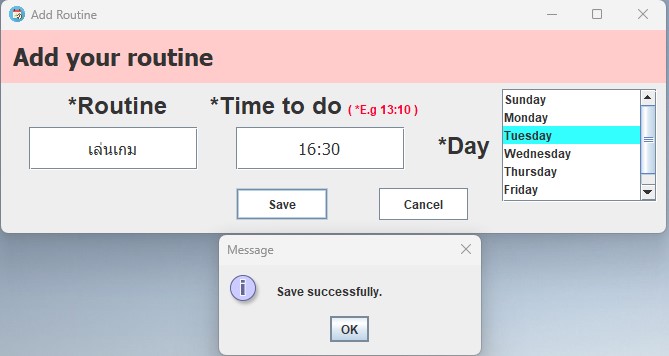 Add Routine
Add your routine
*Routine
*Time to do ( *E.g 13:10 )
เล่นเกม
16:30
*Day
Sunday
Monday
Tuesday
Wednesday
Thursday
Friday
Save
Cancel
Message
i
Save successfully.
OK